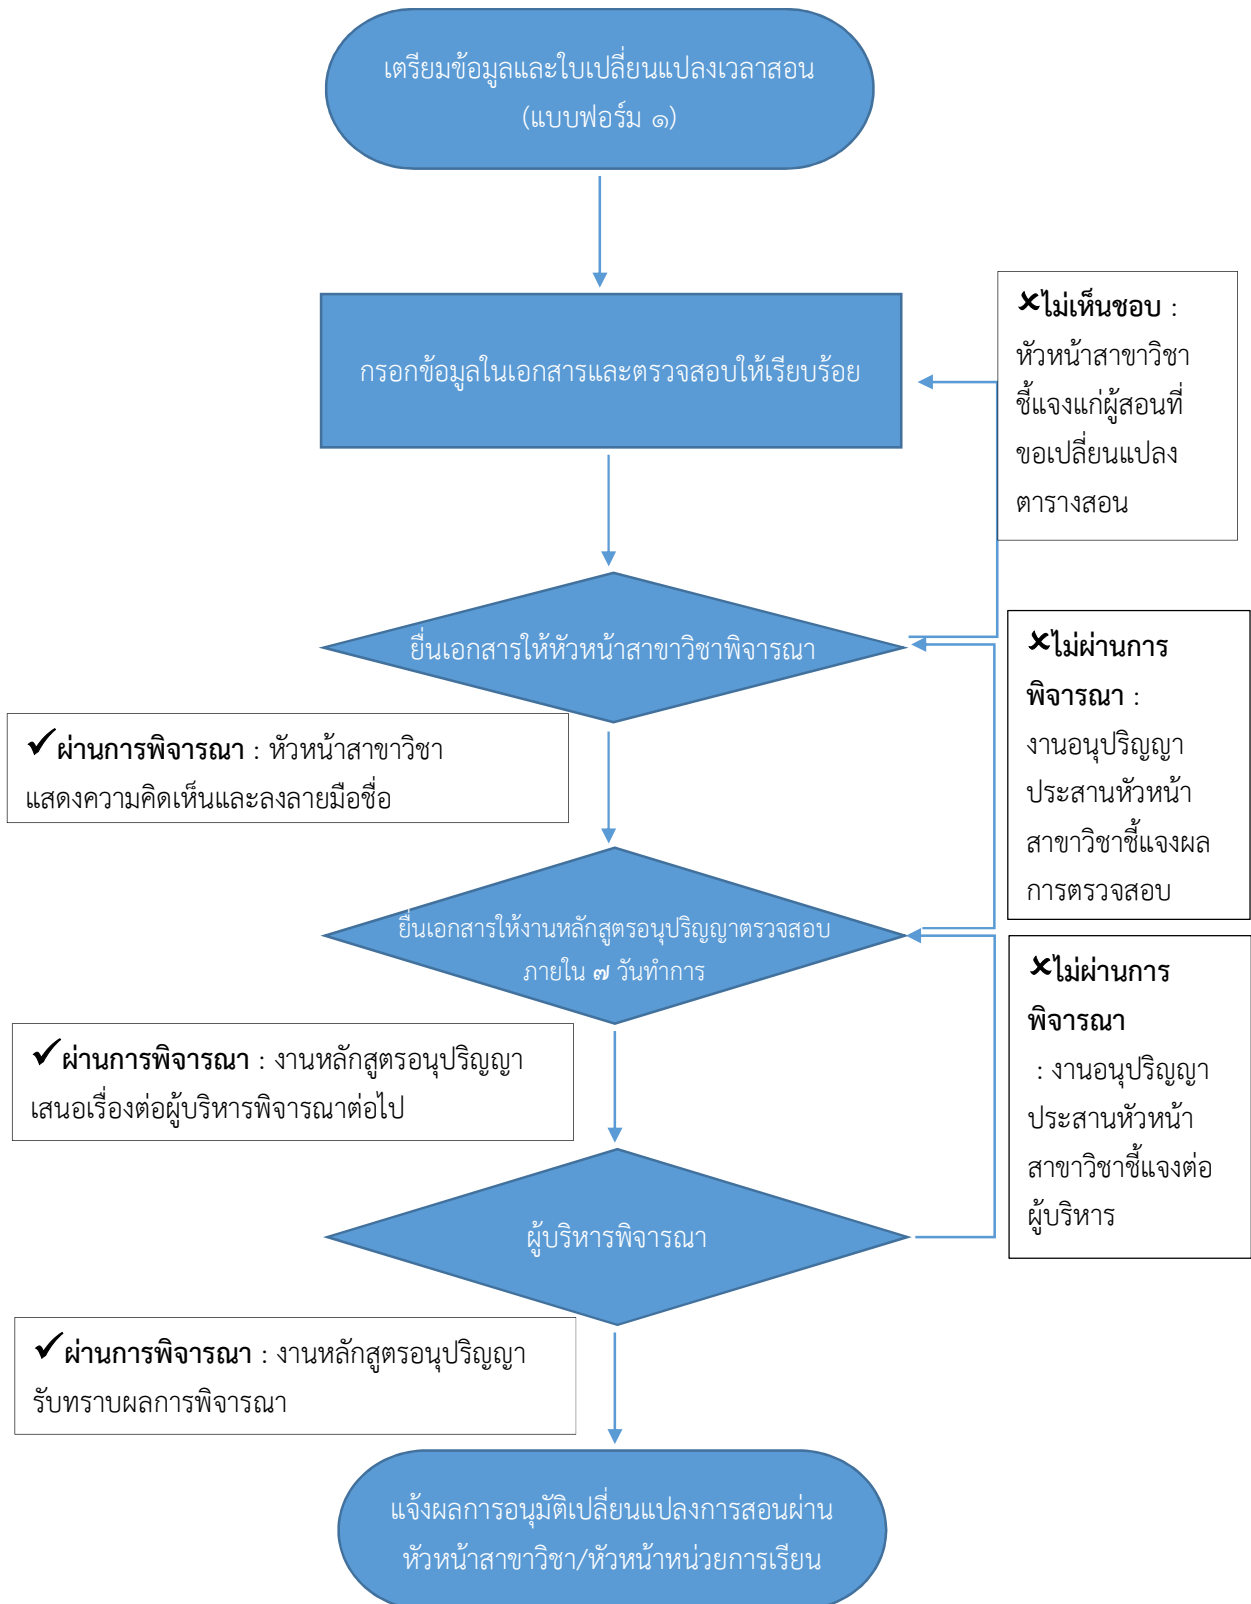 เตรียมข้อมูลและใบเปลี่ยนแปลงเวลาสอน
(แบบฟอร์ม ๑)
กรอกข้อมูลในเอกสารและตรวจสอบให้เรียบร้อย
✘ไม่เห็นชอบ :
หัวหน้าสาขาวิชา
ชี้แจงแก่ผู้สอนที่
ขอเปลี่ยนแปลง
ตารางสอน
ยื่นเอกสารให้หัวหน้าสาขาวิชาพิจารณา
✘ไม่ผ่านการ
พิจารณา :
งานอนุปริญญา
ประสานหัวหน้า
สาขาวิชาชี้แจงผล
การตรวจสอบ
✓ผ่านการพิจารณา : หัวหน้าสาขาวิชา
แสดงความคิดเห็นและลงลายมือชื่อ
ยื่นเอกสารให้งานหลักสูตรอนุปริญญาตรวจสอบ
ภายใน ๗ วันทำการ
✘ไม่ผ่านการ
พิจารณา
: งานอนุปริญญา
ประสานหัวหน้า
สาขาวิชาชี้แจงต่อ
ผู้บริหาร
✓ผ่านการพิจารณา : งานหลักสูตรอนุปริญญา
เสนอเรื่องต่อผู้บริหารพิจารณาต่อไป
ผู้บริหารพิจารณา
✓ผ่านการพิจารณา : งานหลักสูตรอนุปริญญา
รับทราบผลการพิจารณา
แจ้งผลการอนุมัติเปลี่ยนแปลงการสอนผ่าน
หัวหน้าสาขาวิชา/หัวหน้าหน่วยการเรียน